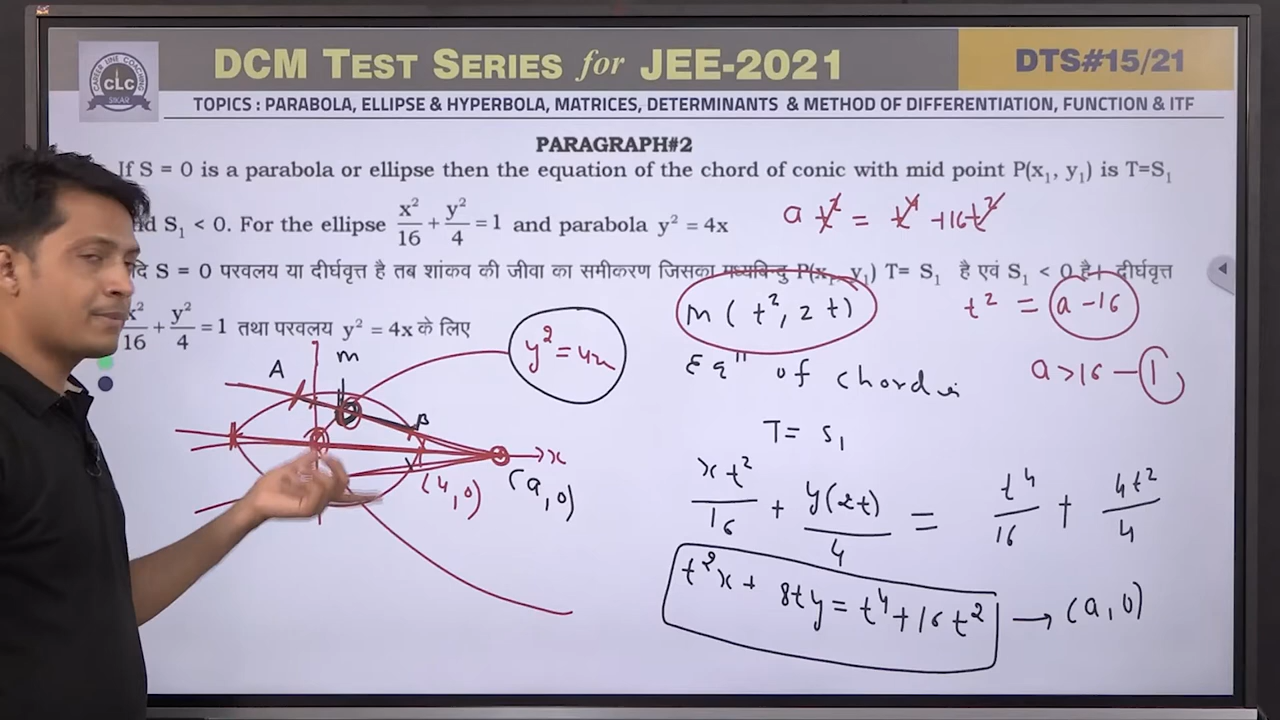 DCM TEST SERIES for JEE-2021
DTS#15/21
CAREER LINE COACHING
CLC
SIKAR
TOPICS : PARABOLA, ELLIPSE & HYPERBOLA, MATRICES, DETERMINANTS & METHOD OF DIFFERENTIATION, FUNCTION & ITF
PARAGRAPH#2
If S = 0 is a parabola or ellipse then the equation of the chord of conic with mid point P(x₁, y₁) is T=S₁
S₁ < 0. For the ellipse x²/16 + y²/4 = 1 and parabola y² = 4x
a t² = t⁴ + 16t²
S = 0 परवलय या दीर्घवृत्त है तब शांकव की जीवा का समीकरण जिसका मध्यबिन्दु P(x₁, y₁) T= S₁ है एवं S₁ < 0 है। दीर्घवृत्त
x²/16 + y²/4 = 1 तथा परवलय y² = 4x के लिए
m ( t², 2t)
t² = a-16
y² = 4x
Eqⁿ of chord is
a > 16 - 1
T = S₁
A
m
B
x
(4,0)
(a,0)
xt²/16 + y(2t)/4 = t⁴/16 + 4t²/4
t²x + 8ty = t⁴ + 16t² → (a,0)